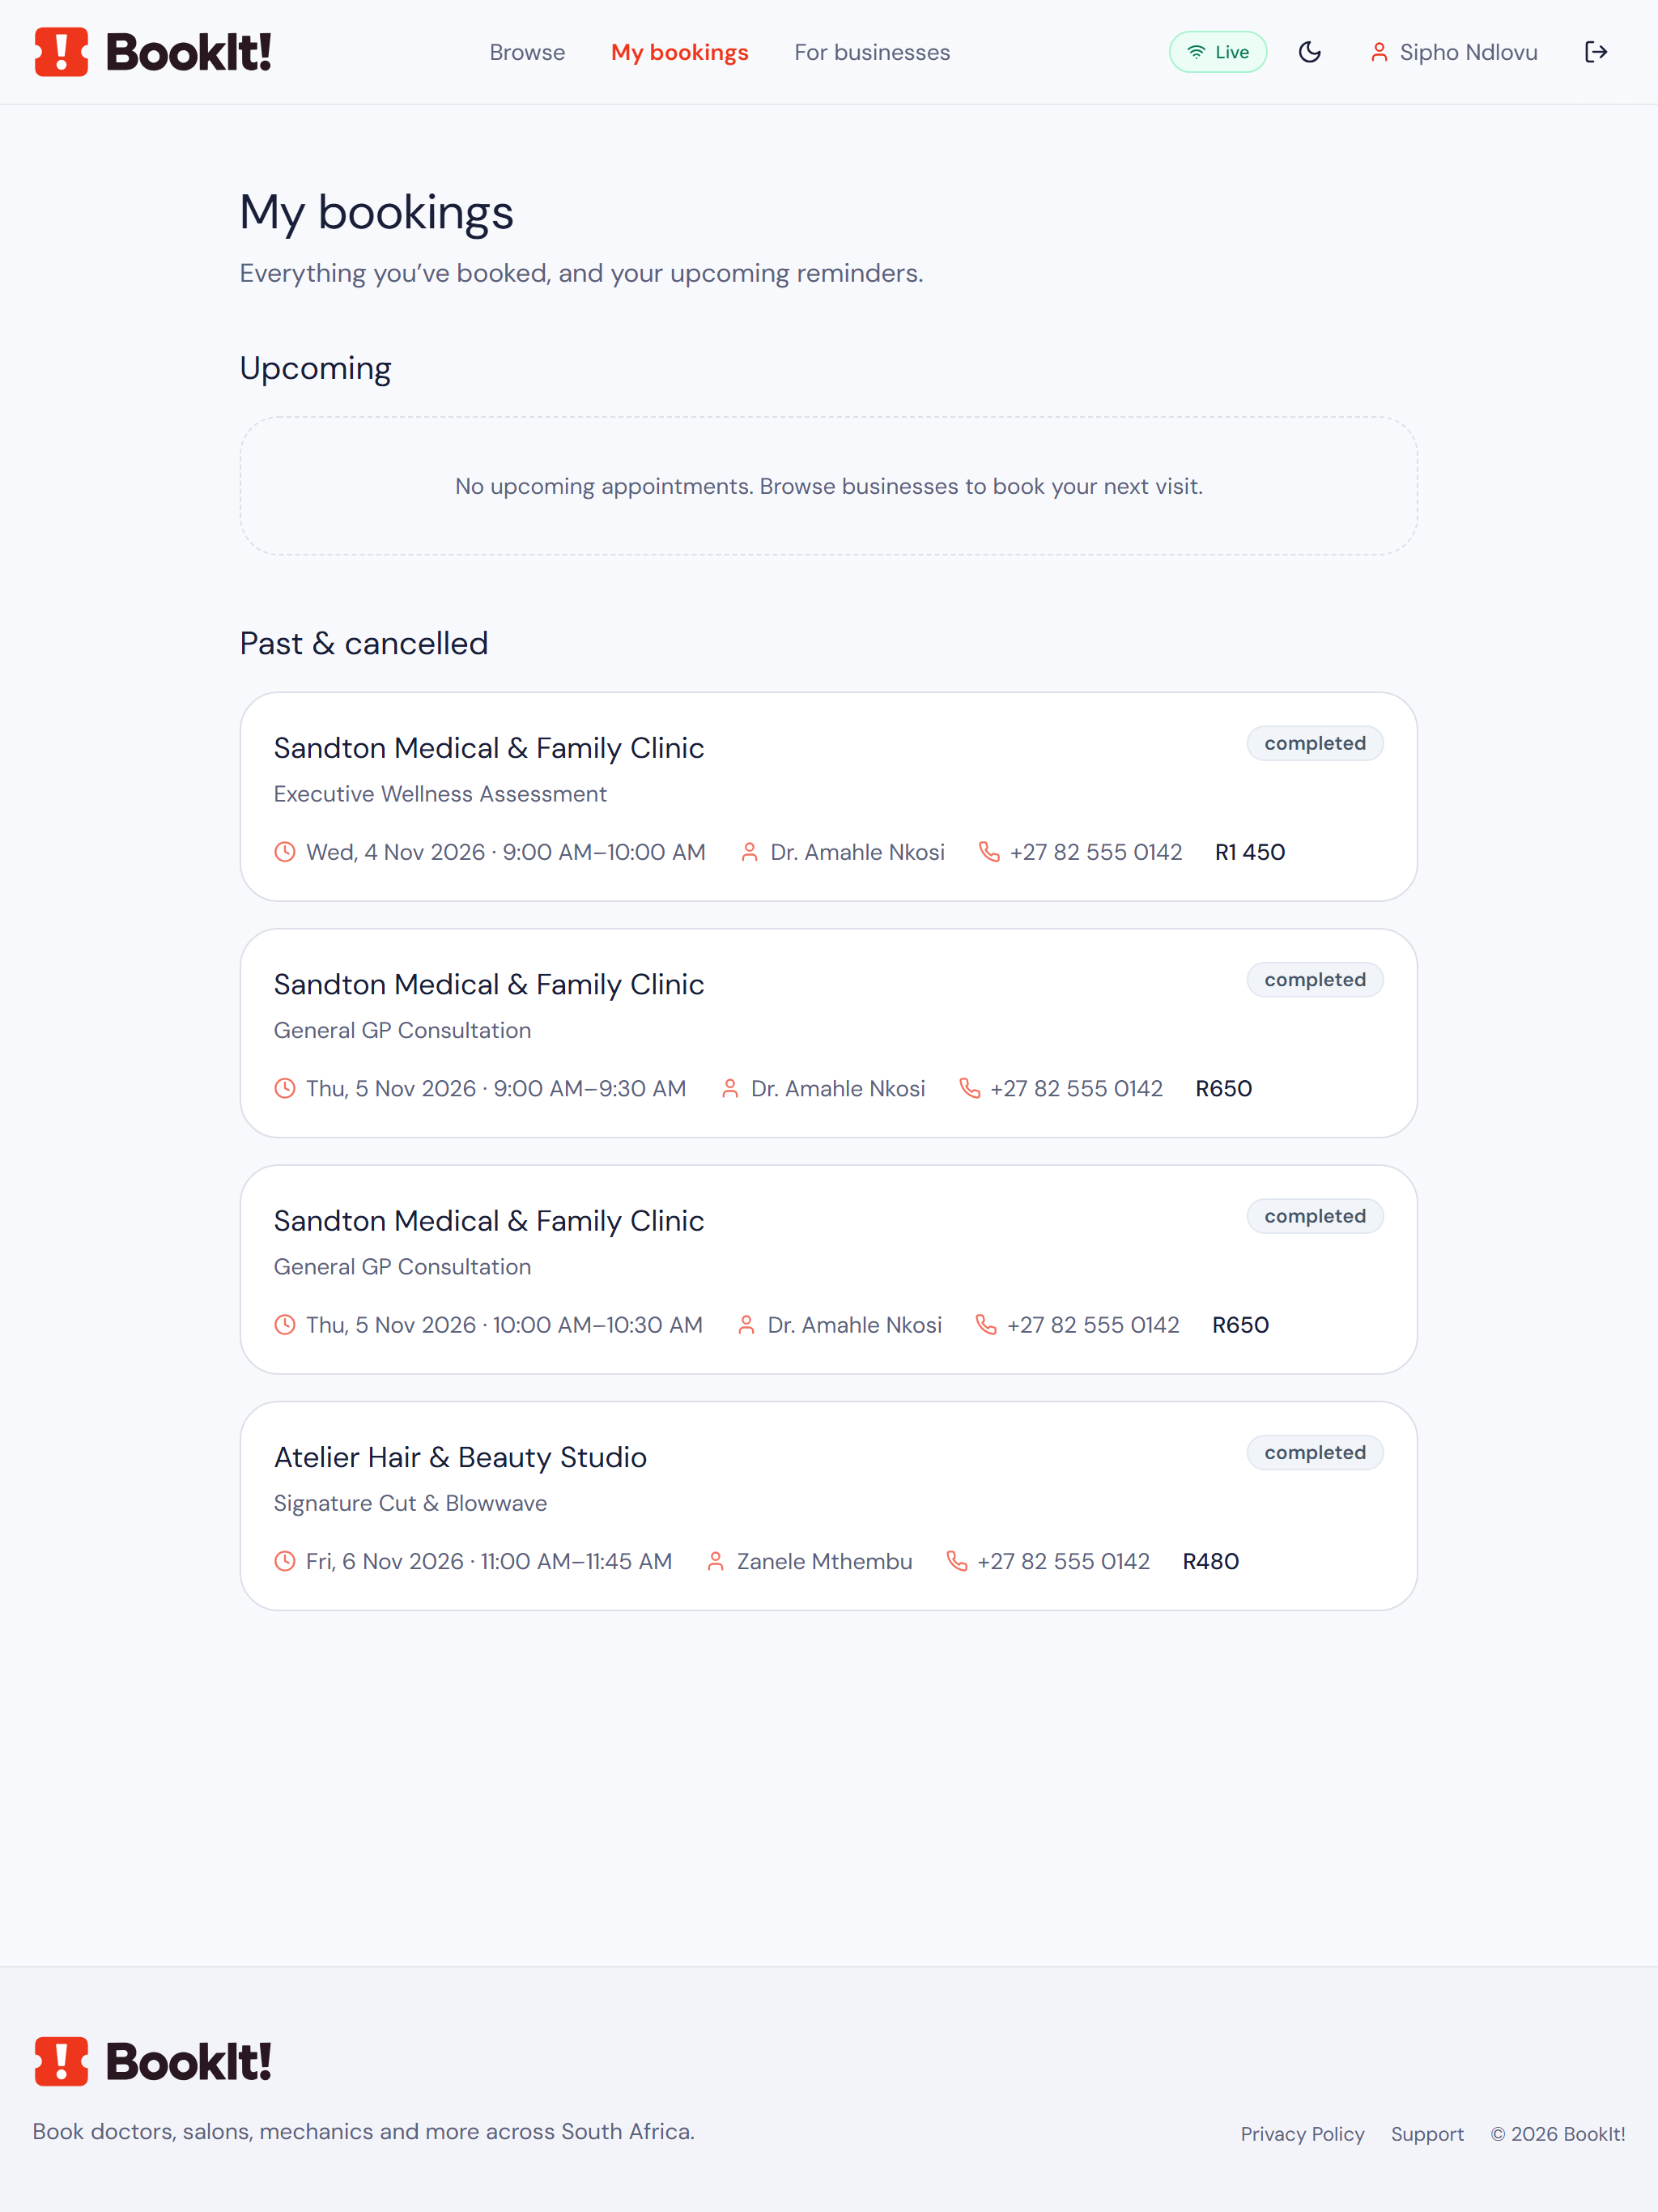 BookIt!
Browse My bookings For businesses Live Sipho Ndlovu
My bookings
Everything you’ve booked, and your upcoming reminders.
Upcoming
No upcoming appointments. Browse businesses to book your next visit.
Past & cancelled
Sandton Medical & Family Clinic completed
Executive Wellness Assessment
Wed, 4 Nov 2026 · 9:00 AM–10:00 AM Dr. Amahle Nkosi +27 82 555 0142 R1 450
Sandton Medical & Family Clinic completed
General GP Consultation
Thu, 5 Nov 2026 · 9:00 AM–9:30 AM Dr. Amahle Nkosi +27 82 555 0142 R650
Sandton Medical & Family Clinic completed
General GP Consultation
Thu, 5 Nov 2026 · 10:00 AM–10:30 AM Dr. Amahle Nkosi +27 82 555 0142 R650
Atelier Hair & Beauty Studio completed
Signature Cut & Blowwave
Fri, 6 Nov 2026 · 11:00 AM–11:45 AM Zanele Mthembu +27 82 555 0142 R480
BookIt!
Book doctors, salons, mechanics and more across South Africa.
Privacy Policy Support © 2026 BookIt!